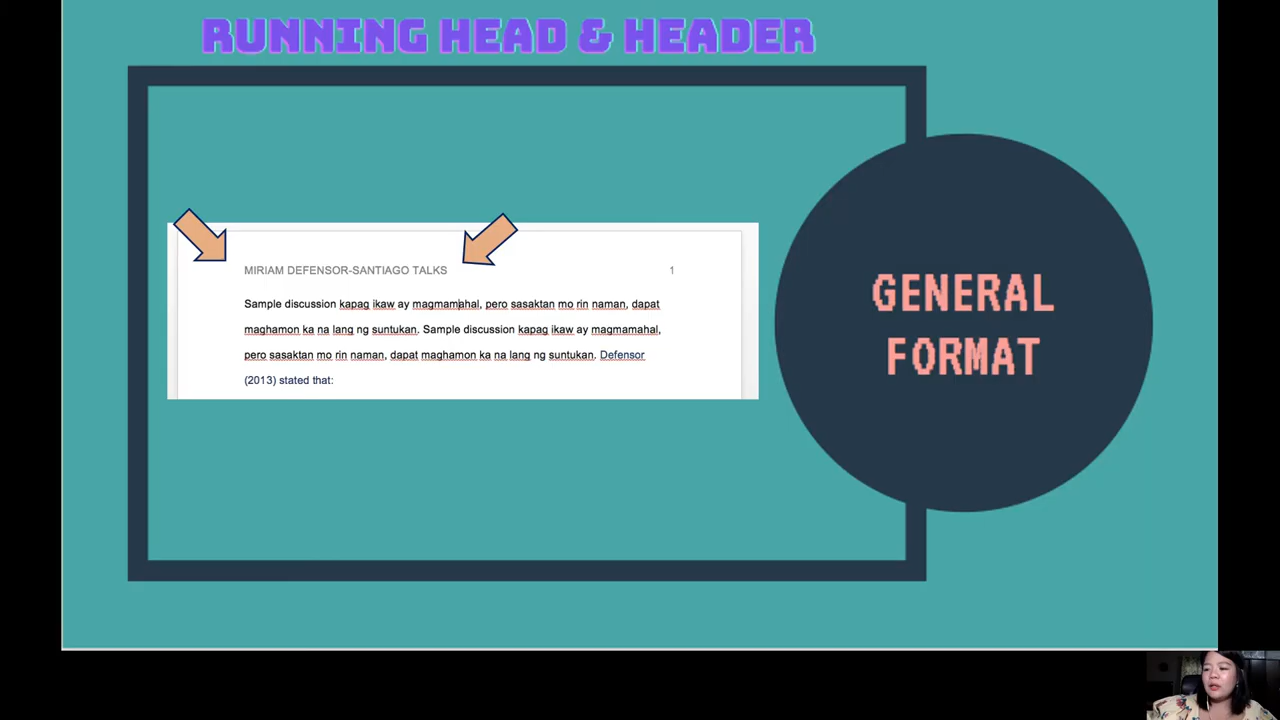 RUNNING HEAD & HEADER
MIRIAM DEFENSOR-SANTIAGO TALKS 1
Sample discussion kapag ikaw ay magmamahal, pero sasaktan mo rin naman, dapat
maghamon ka na lang ng suntukan. Sample discussion kapag ikaw ay magmamahal,
pero sasaktan mo rin naman, dapat maghamon ka na lang ng suntukan. Defensor
(2013) stated that:
GENERAL
FORMAT